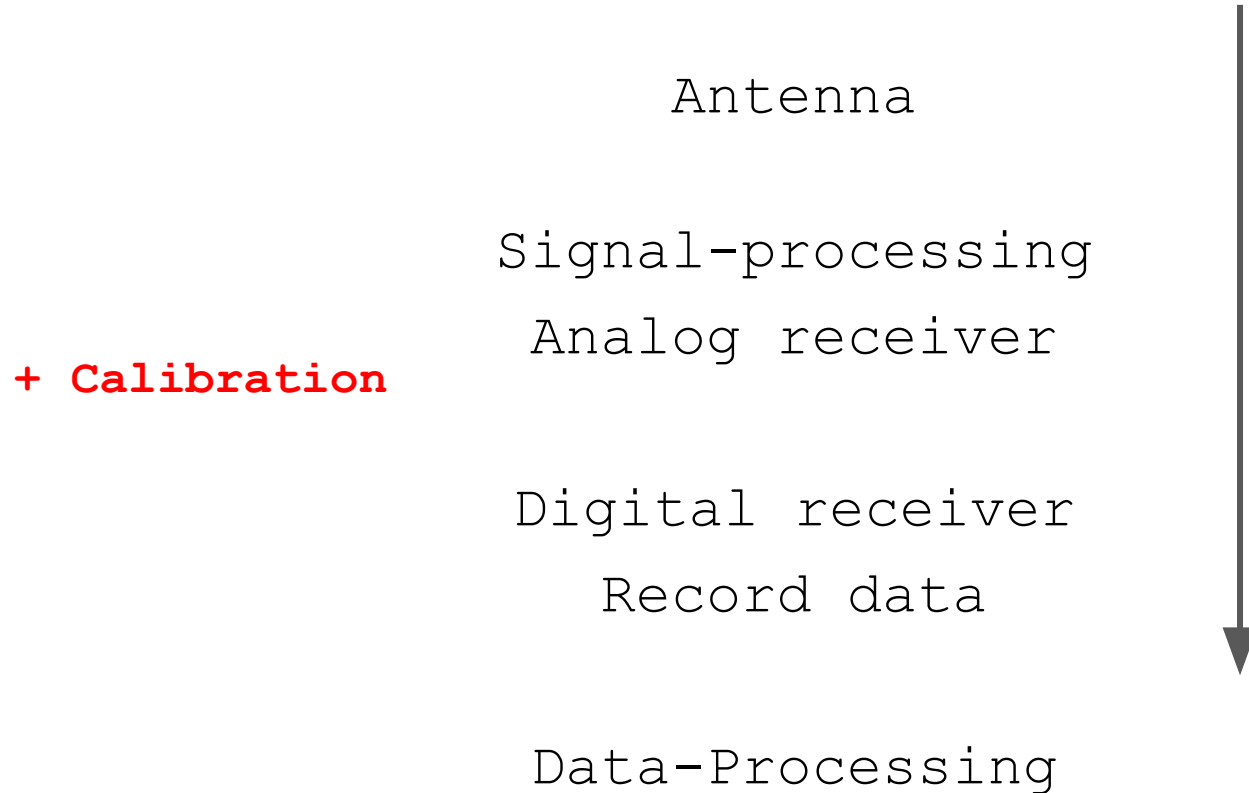 Antenna
Signal-processing
Analog receiver
+ Calibration
Digital receiver
Record data
Data-Processing